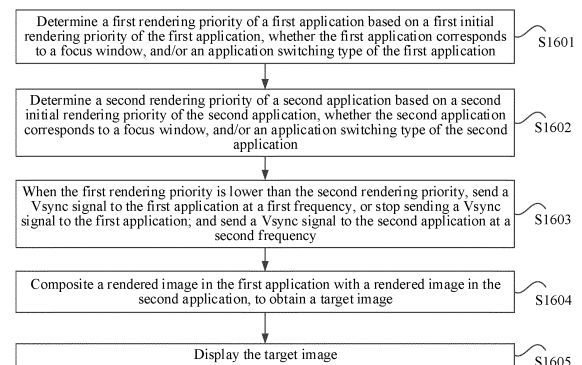 Determine a first rendering priority of a first application based on a first initial
rendering priority of the first application, whether the first application corresponds
to a focus window, and/or an application switching type of the first application
S1601
Determine a second rendering priority of a second application based on a second
initial rendering priority of the second application, whether the second application
corresponds to a focus window, and/or an application switching type of the second
application
S1602
When the first rendering priority is lower than the second rendering priority, send a
Vsync signal to the first application at a first frequency, or stop sending a Vsync
signal to the first application; and send a Vsync signal to the second application at a
second frequency
S1603
Composite a rendered image in the first application with a rendered image in the
second application, to obtain a target image
S1604
Display the target image
S1605